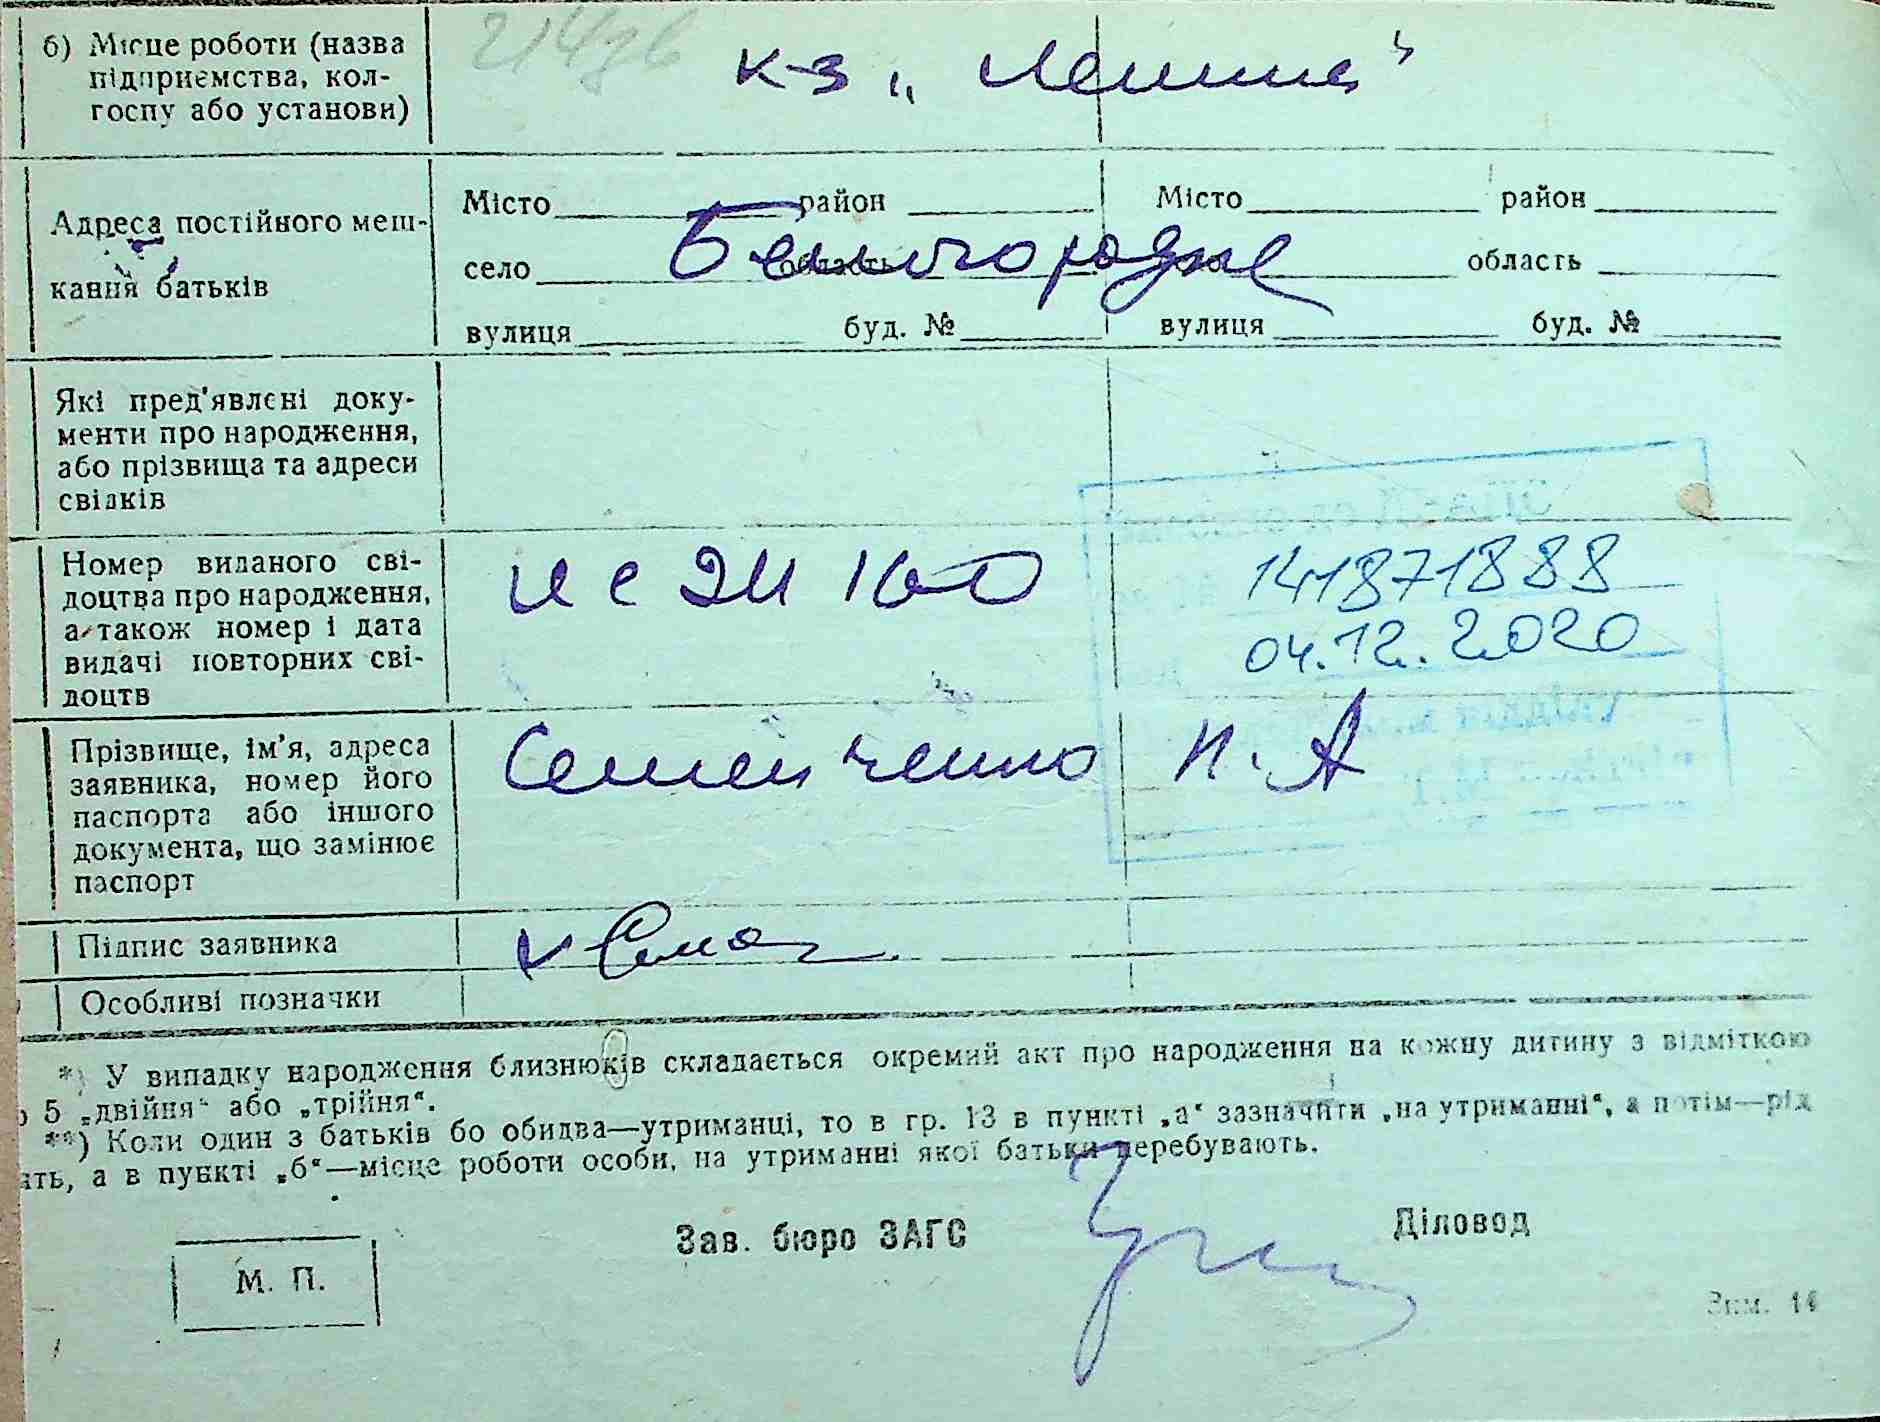 б) Місце роботи (назва
підприємства, кол-
госпу або установи)
к-з „Леніна"
Адреса постійного меш-
кання батьків
Місто район Місто район
село область область
вулиця буд. № вулиця буд. №
Які пред'явлені доку-
менти про народження,
або прізвища та адреси
свідків
Номер виданого сві-
доцтва про народження,
а також номер і дата
видачі повторних сві-
доцтв
141871888
04.12.2020
Прізвище, ім'я, адреса
заявника, номер його
паспорта або іншого
документа, що замінює
паспорт
Семенченко П. А
Підпис заявника
Особливі позначки
*) У випадку народження близнюків складається окремий акт про народження на кожну дитину з відміткою
5 „двійня“ або „трійня“.
**) Коли один з батьків бо обидва—утриманці, то в гр. 13 в пункті „а“ зазначити „на утриманні“, а потім—рід
ять, а в пункті „б“—місце роботи особи, на утриманні якої батьки перебувають.
Зав. бюро ЗАГС
Діловод
М. П.
Зам. 14